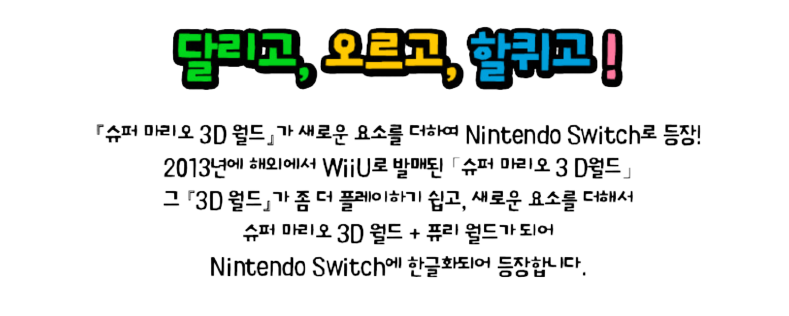 달리고, 오르고, 할퀴고!
『슈퍼 마리오 3D 월드』가 새로운 요소를 더하여 Nintendo Switch로 등장!
2013년에 해외에서 WiiU로 발매된 「슈퍼 마리오 3 D월드」
그 『3D 월드』가 좀 더 플레이하기 쉽고, 새로운 요소를 더해서
슈퍼 마리오 3D 월드 + 퓨리 월드가 되어
Nintendo Switch에 한글화되어 등장합니다.